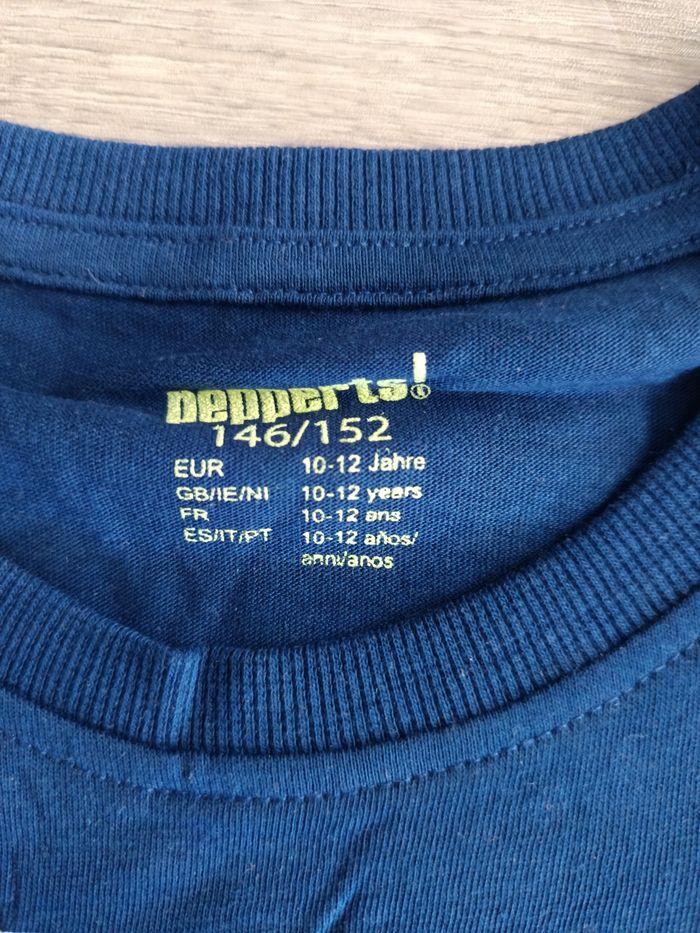 pepperts!®
146/152
EUR 10-12 Jahre
GB/IE/NI 10-12 years
FR 10-12 ans
ES/IT/PT 10-12 años/
anni/anos